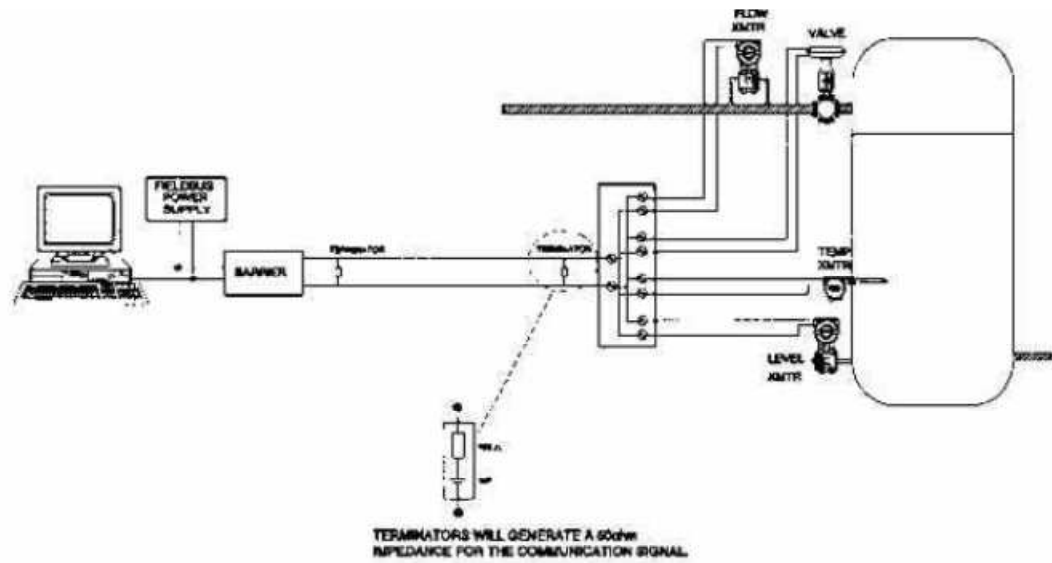 FLOW
XMTR
VALVE
FIELDBUS
POWER
SUPPLY
BARRIER
TERMINATOR
TERMINATOR
TEMP
XMTR
LEVEL
XMTR
TERMINATORS WILL GENERATE A 50ohm
IMPEDANCE FOR THE COMMUNICATION SIGNAL.